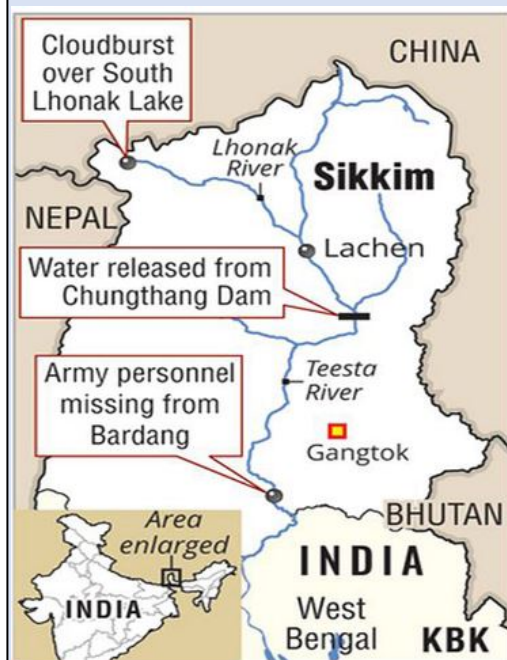 Cloudburst
over South
Lhonak Lake
CHINA
Lhonak
River
Sikkim
NEPAL
Lachen
Water released from
Chungthang Dam
Army personnel
missing from
Bardang
Teesta
River
Gangtok
BHUTAN
Area
enlarged
INDIA
INDIA
West
Bengal
KBK